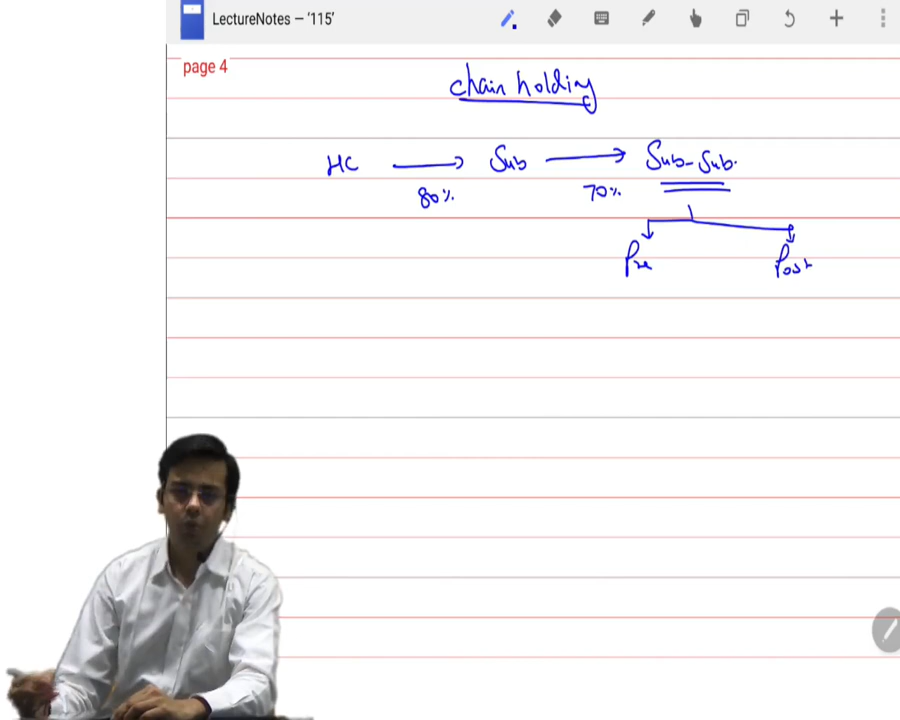 LectureNotes – ‘115’
page 4
chain holding
HC → Sub → Sub-Sub.
80% 70%
Pre Post